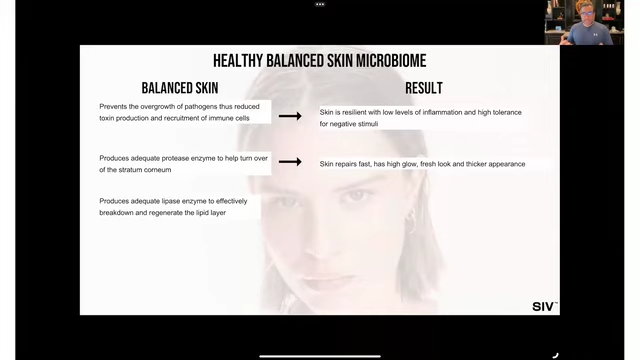 HEALTHY BALANCED SKIN MICROBIOME
BALANCED SKIN
RESULT
Prevents the overgrowth of pathogens thus reduced
toxin production and recruitment of immune cells
Skin is resilient with low levels of inflammation and high tolerance
for negative stimuli
Produces adequate protease enzyme to help turn over
of the stratum corneum
Skin repairs fast, has high glow, fresh look and thicker appearance
Produces adequate lipase enzyme to effectively
breakdown and regenerate the lipid layer
SIV™